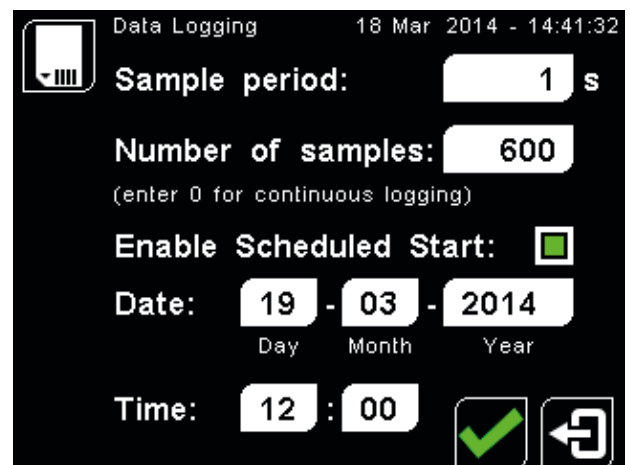 Data Logging 18 Mar 2014 - 14:41:32
Sample period: 1 s
Number of samples: 600
(enter 0 for continuous logging)
Enable Scheduled Start:
Date: 19 - 03 - 2014
Day Month Year
Time: 12 : 00